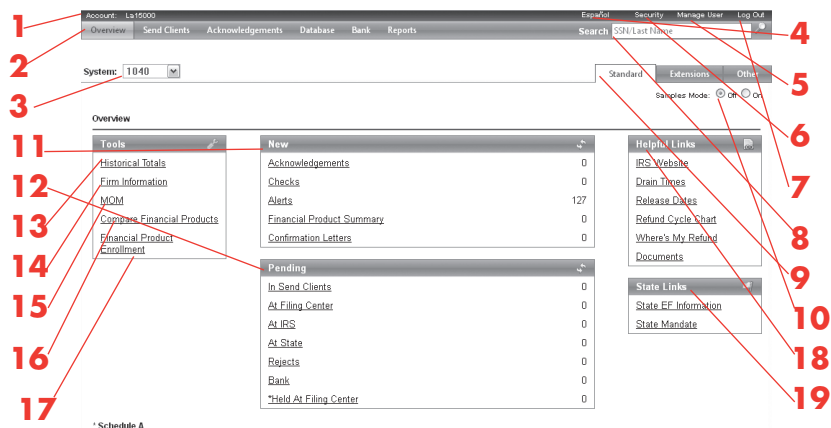 1 Account: La15000 Español Security Manage User Log Out 4
2 Overview Send Clients Acknowledgements Database Bank Reports Search SSN/Last Name
System: 1040 Standard Extensions Other 5
3 Samples Mode: Off On
Overview 6
11 Tools New Helpful Links
Historical Totals Acknowledgements 0 IRS Website
12 Firm Information Checks 0 Drain Times 7
MOM Alerts 127 Release Dates
13 Compare Financial Products Financial Product Summary 0 Refund Cycle Chart
Financial Product Confirmation Letters 0 Where's My Refund 8
Enrollment Documents
14 Pending 9
15 In Send Clients 0 State Links
At Filing Center 0 State EF Information
At IRS 0 State Mandate 10
16 At State 0 18
Rejects 0
Bank 0
17 *Held At Filing Center 0 19
* Schedule A